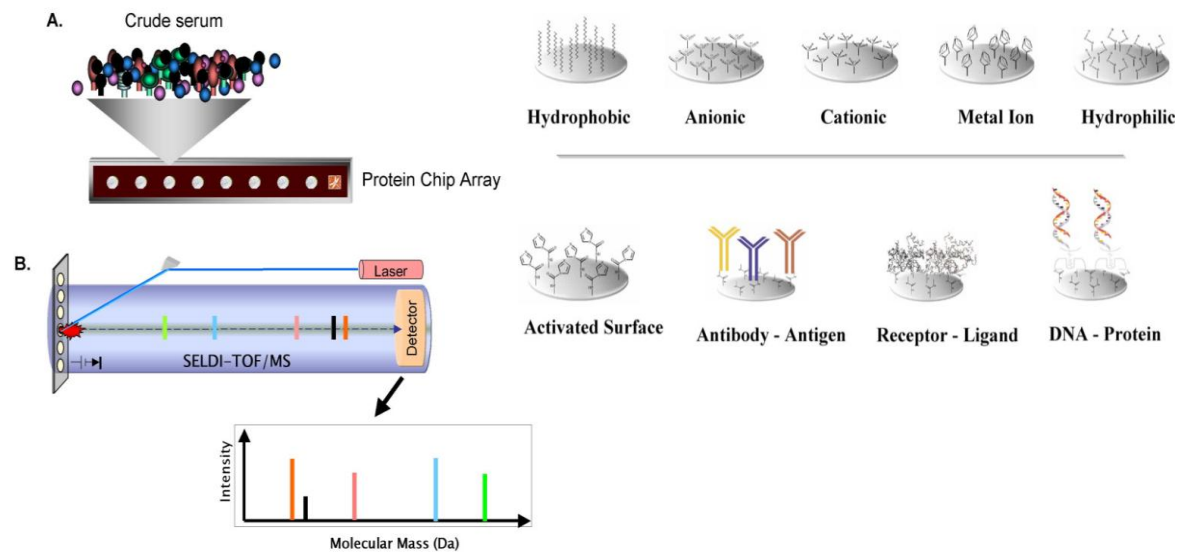 A.
Crude serum
Protein Chip Array
Hydrophobic
Anionic
Cationic
Metal Ion
Hydrophilic
Activated Surface
Antibody - Antigen
Receptor - Ligand
DNA - Protein
B.
Laser
Detector
SELDI-TOF/MS
Intensity
Molecular Mass (Da)